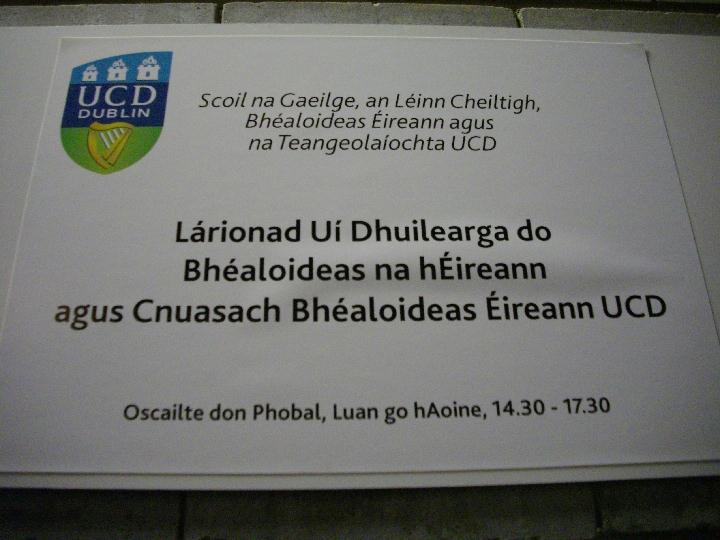 UCD
DUBLIN
Scoil na Gaeilge, an Léinn Cheiltigh,
Bhéaloideas Éireann agus
na Teangeolaíochta UCD
Lárionad Uí Dhuilearga do
Bhéaloideas na hÉireann
agus Cnuasach Bhéaloideas Éireann UCD
Oscailte don Phobal, Luan go hAoine, 14.30 - 17.30